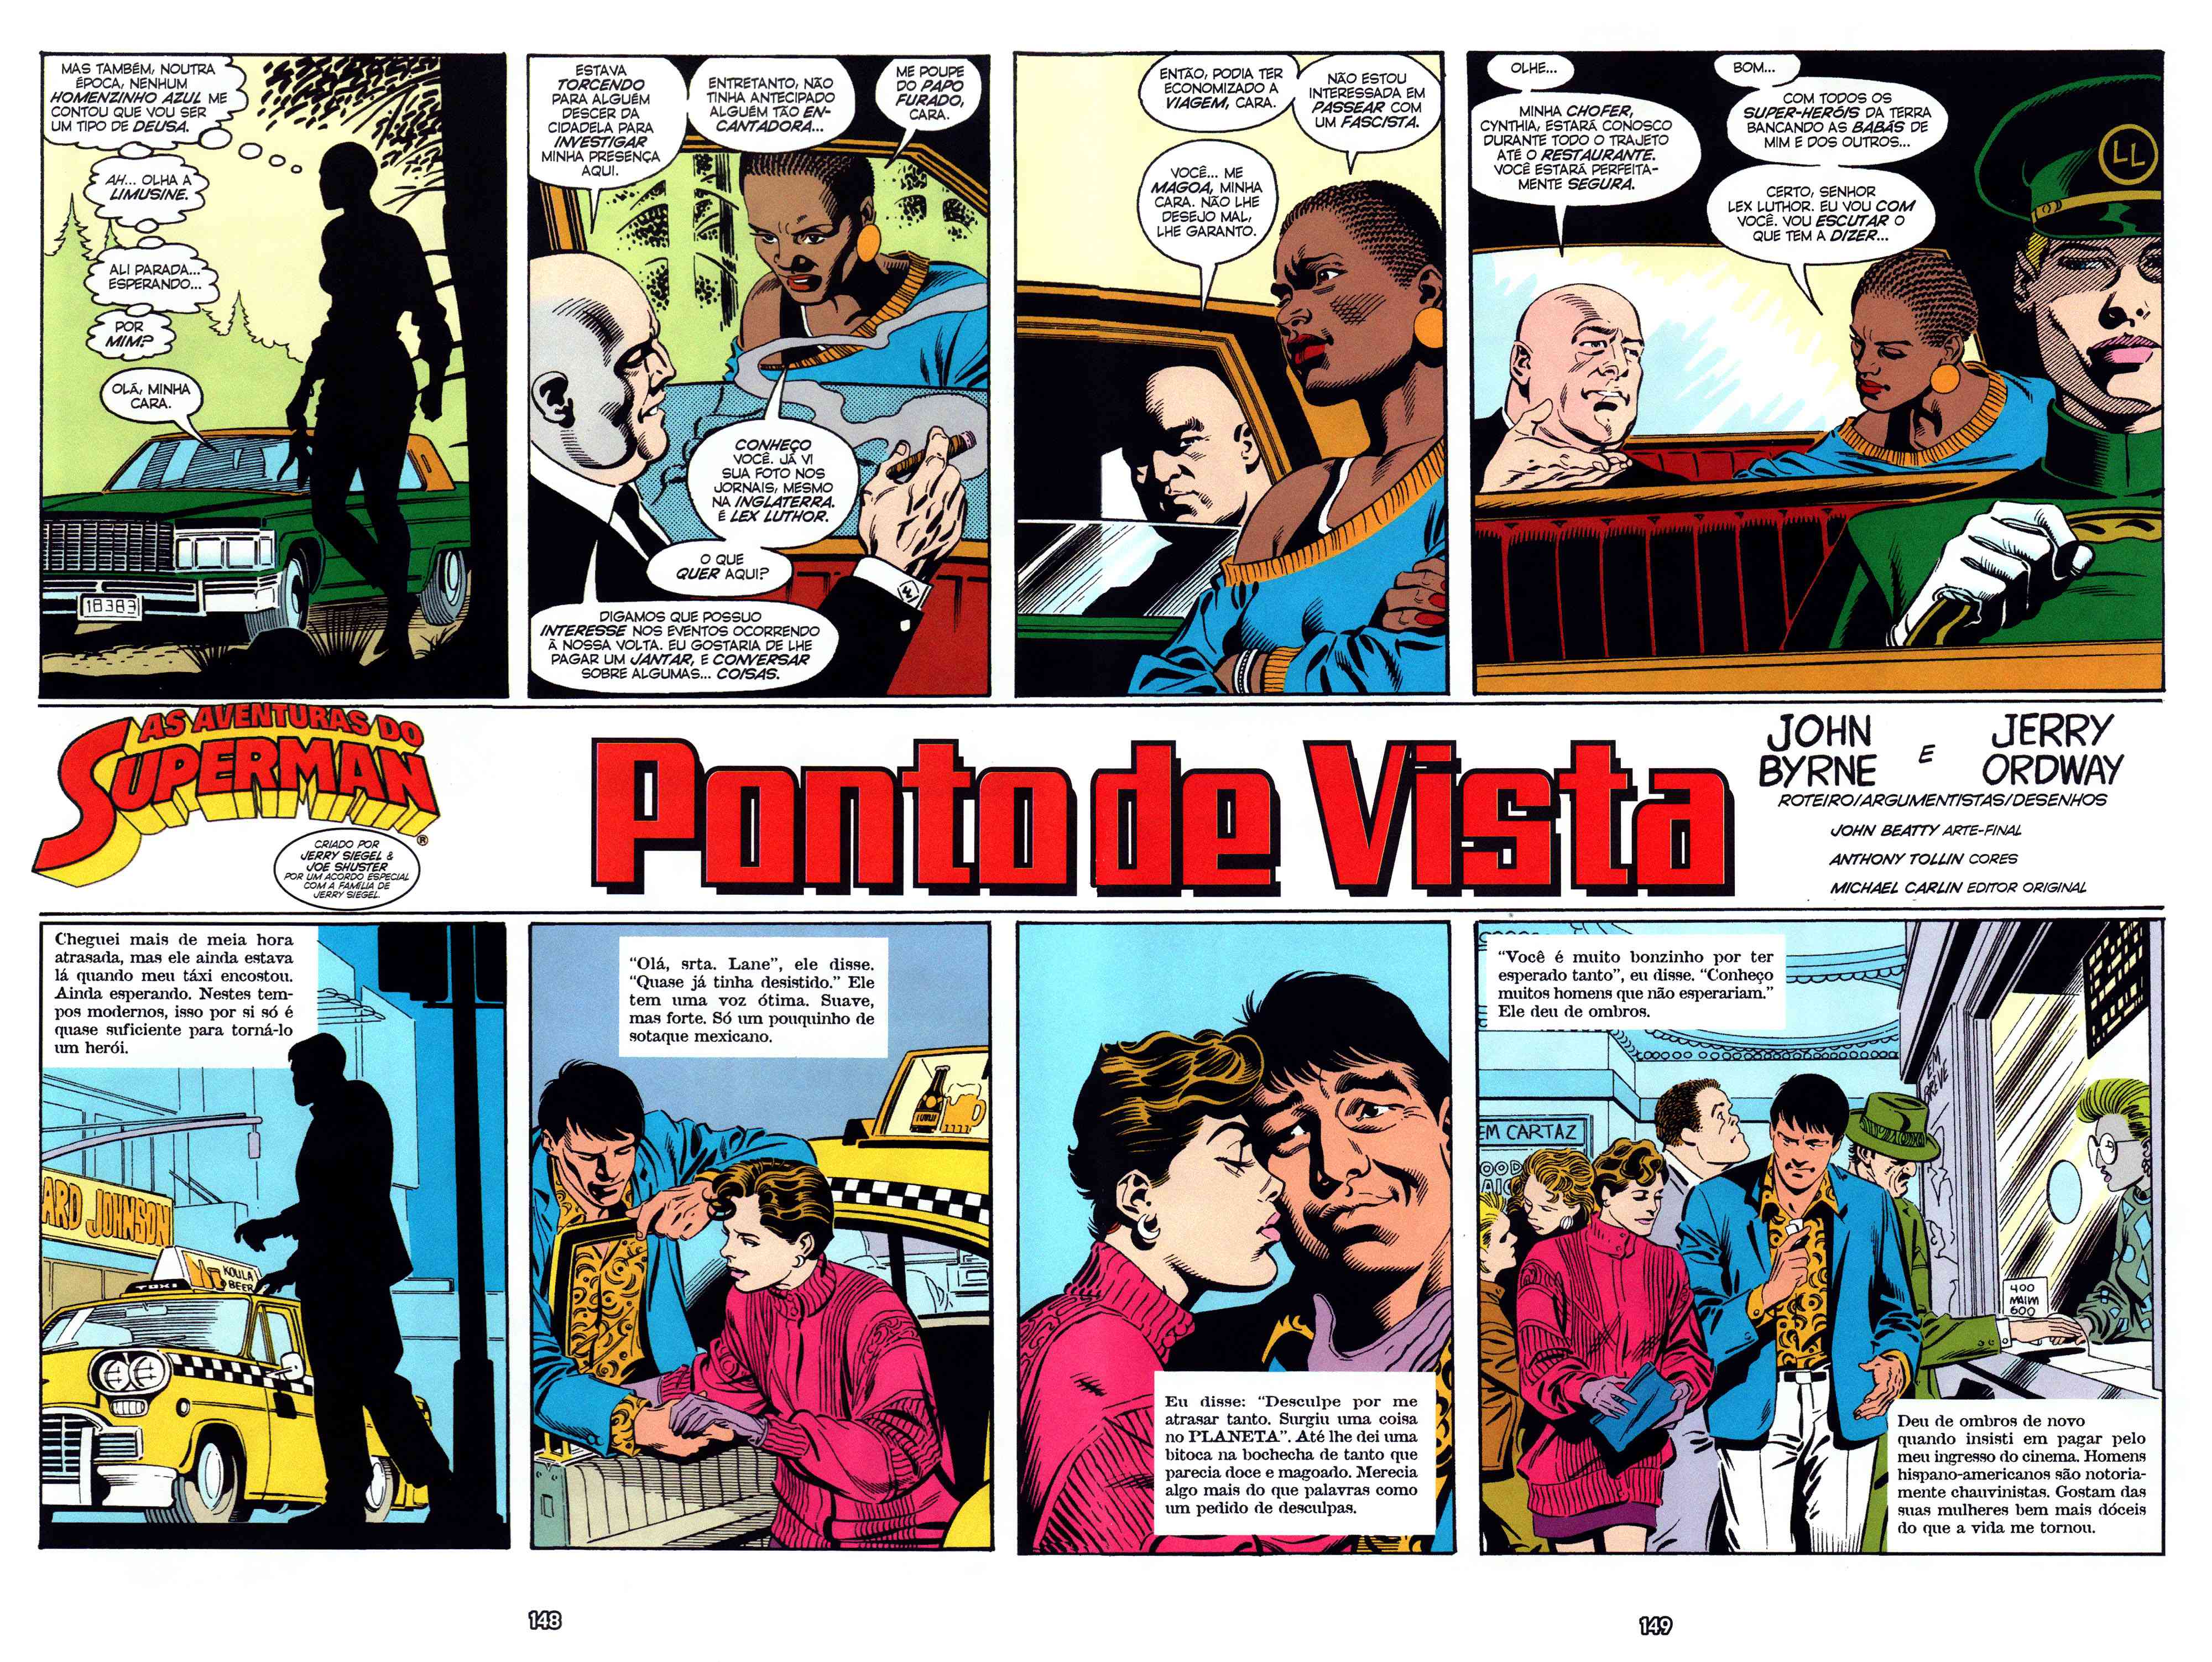 MAS TAMBÉM, NOUTRA
ÉPOCA, NENHUM
HOMENZINHO AZUL ME
CONTOU QUE VOU SER
UM TIPO DE DEUSA.
AH... OLHA A
LIMUSINE.
ALI PARADA...
ESPERANDO...
POR
MIM?
OLÁ, MINHA
CARA.
18383
ESTAVA
TORCENDO
PARA ALGUÉM
DESCER DA
CIDADELA PARA
INVESTIGAR
MINHA PRESENÇA
AQUI.
ENTRETANTO, NÃO
TINHA ANTECIPADO
ALGUÉM TÃO EN-
CANTADORA...
ME POUPE
DO PAPO
FURADO,
CARA.
CONHEÇO
VOCÊ. JÁ VI
SUA FOTO NOS
JORNAIS, MESMO
NA INGLATERRA.
É LEX LUTHOR.
O QUE
QUER AQUI?
DIGAMOS QUE POSSUO
INTERESSE NOS EVENTOS OCORRENDO
À NOSSA VOLTA. EU GOSTARIA DE LHE
PAGAR UM JANTAR, E CONVERSAR
SOBRE ALGUMAS... COISAS.
ENTÃO, PODIA TER
ECONOMIZADO A
VIAGEM, CARA.
NÃO ESTOU
INTERESSADA EM
PASSEAR COM
UM FASCISTA.
VOCÊ... ME
MAGOA, MINHA
CARA. NÃO LHE
DESEJO MAL,
LHE GARANTO.
OLHE...
MINHA CHOFER,
CYNTHIA, ESTARÁ CONOSCO
DURANTE TODO O TRAJETO
ATÉ O RESTAURANTE.
VOCÊ ESTARÁ PERFEITA-
MENTE SEGURA.
BOM...
COM TODOS OS
SUPER-HERÓIS DA TERRA
BANCANDO AS BABÁS DE
MIM E DOS OUTROS...
CERTO, SENHOR
LEX LUTHOR. EU VOU COM
VOCÊ. VOU ESCUTAR O
QUE TEM A DIZER...
LL
AS AVENTURAS DO
SUPERMAN®
CRIADO POR
JERRY SIEGEL &
JOE SHUSTER
POR UM ACORDO ESPECIAL
COM A FAMÍLIA DE
JERRY SIEGEL.
Ponto de Vista
JOHN BYRNE E JERRY ORDWAY
ROTEIRO/ARGUMENTISTAS/DESENHOS
JOHN BEATTY ARTE-FINAL
ANTHONY TOLLIN CORES
MICHAEL CARLIN EDITOR ORIGINAL
Cheguei mais de meia hora
atrasada, mas ele ainda estava
lá quando meu táxi encostou.
Ainda esperando. Nestes tem-
pos modernos, isso por si só é
quase suficiente para torná-lo
um herói.
ARD JOHNSON
KOULA
BEER
TAXI
"Olá, srta. Lane", ele disse.
"Quase já tinha desistido." Ele
tem uma voz ótima. Suave,
mas forte. Só um pouquinho de
sotaque mexicano.
Eu disse: "Desculpe por me
atrasar tanto. Surgiu uma coisa
no PLANETA". Até lhe dei uma
bitoca na bochecha de tanto que
parecia doce e magoado. Merecia
algo mais do que palavras como
um pedido de desculpas.
"Você é muito bonzinho por ter
esperado tanto", eu disse. "Conheço
muitos homens que não esperariam."
Ele deu de ombros.
EM
BREVE
EM CARTAZ
400
MAIM
600
Deu de ombros de novo
quando insisti em pagar pelo
meu ingresso do cinema. Homens
hispano-americanos são notoria-
mente chauvinistas. Gostam das
suas mulheres bem mais dóceis
do que a vida me tornou.
148
149